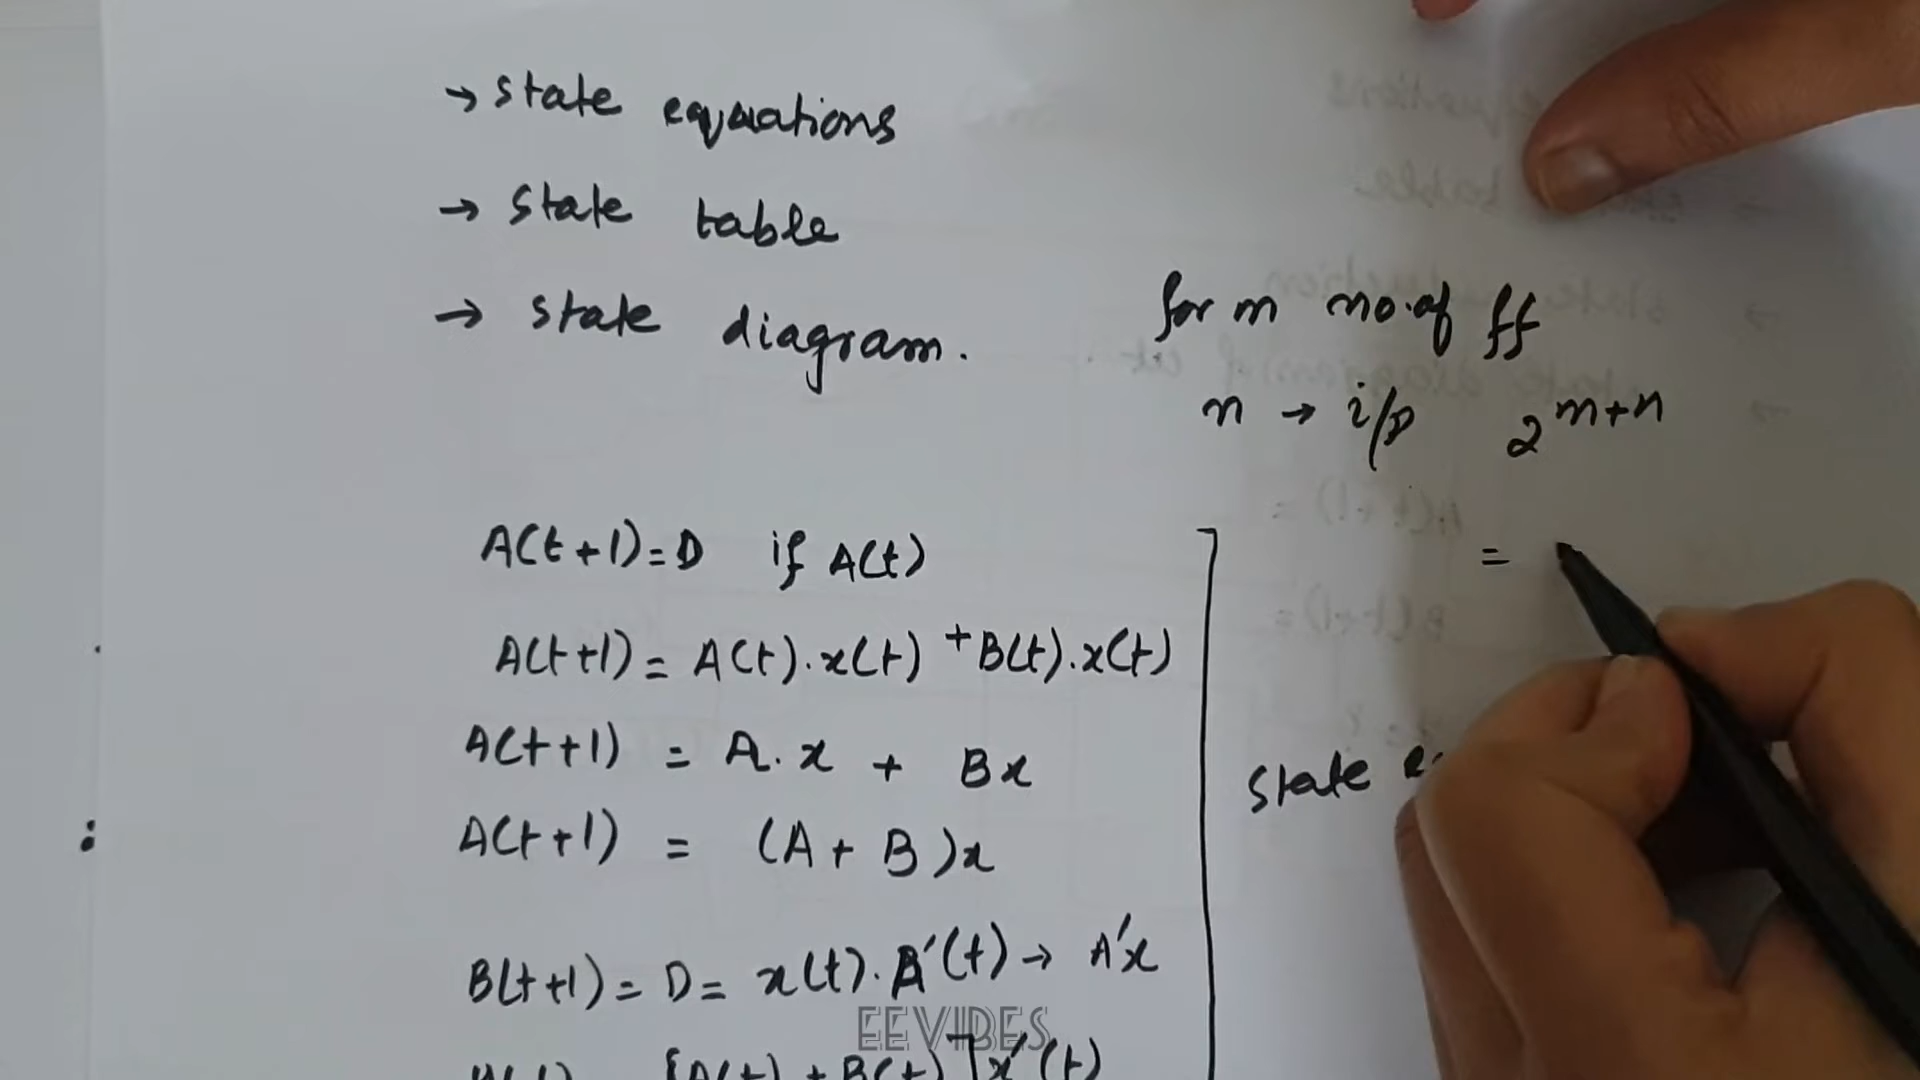 → state equations
→ state table
→ state diagram.
for m no. of ff
n → i/p 2^m+n
=
A(t+1)=D if A(t)
A(t+1) = A(t).x(t) + B(t).x(t)
A(t+1) = A.x + Bx
A(t+1) = (A+B)x
state
B(t+1) = D = x(t).A'(t) → A'x
EEVIBES
[A(t) + B(t)] x'(t)